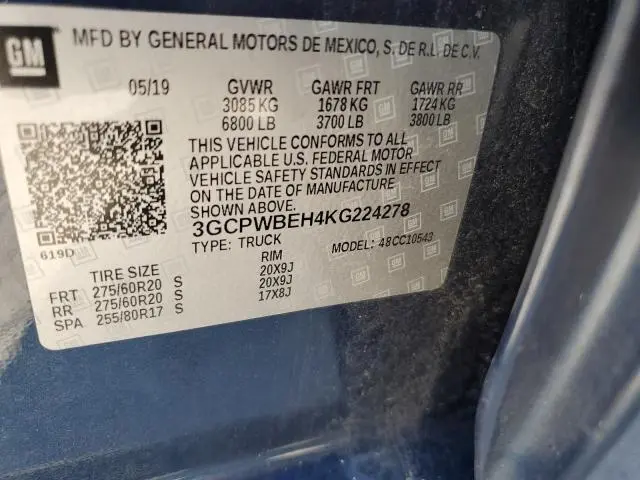 GM
MFD BY GENERAL MOTORS DE MEXICO, S. DE R.L. DE C.V.
05/19 GVWR GAWR FRT GAWR RR
3085 KG 1678 KG 1724 KG
6800 LB 3700 LB 3800 LB
THIS VEHICLE CONFORMS TO ALL
APPLICABLE U.S. FEDERAL MOTOR
VEHICLE SAFETY STANDARDS IN EFFECT
ON THE DATE OF MANUFACTURE SHOWN ABOVE.
3GCPWBEH4KG224278
619D TYPE: TRUCK MODEL: 48CC10543
TIRE SIZE RIM
FRT 275/60R20 S 20X9J
RR 275/60R20 S 20X9J
SPA 255/80R17 S 17X8J